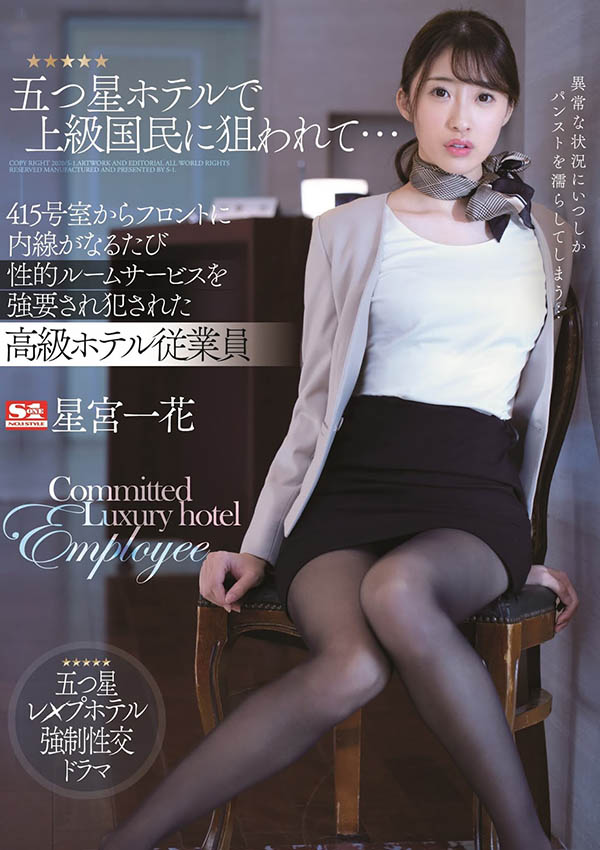 ★★★★★
五つ星ホテルで
上級国民に狙われて…
COPY RIGHT 2020/S-1.ARTWORK AND EDITORIAL ALL/WORLD RIGHTS
RESERVED MANUFACTURED AND PRESENTED BY S-1.
異常な状況にいつしか
パンストを濡らしてしまう…。
415号室からフロントに
内線がなるたび
性的ルームサービスを
強要され犯された
高級ホテル従業員
S1
ONE
NO.1 STYLE
星宮一花
Committed
Luxury hotel
Employee
★★★★★
五つ星
レ×プホテル
強制性交
ドラマ